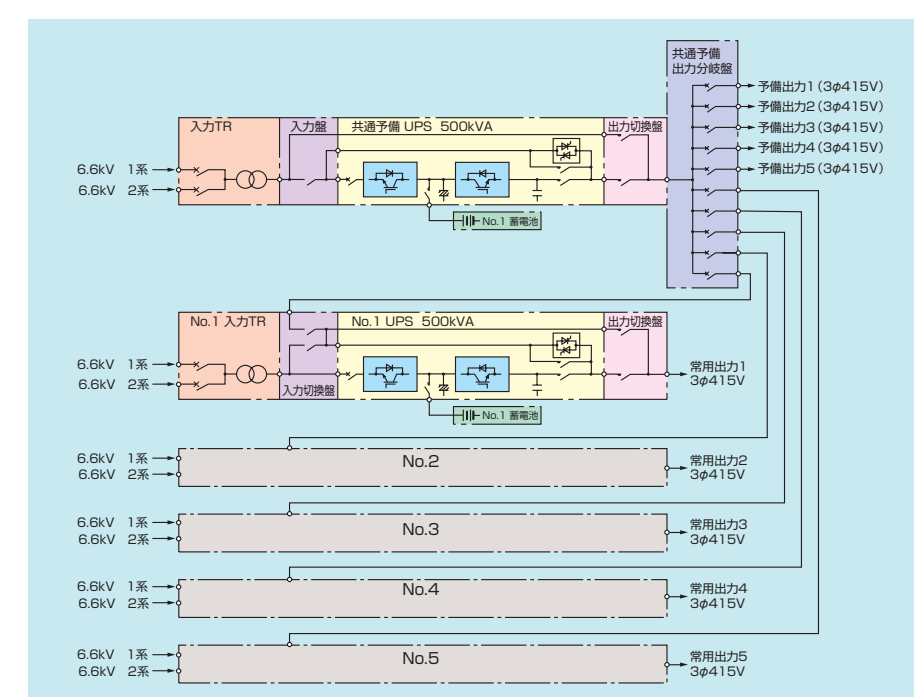 共通予備
出力分岐盤
予備出力1（3φ415V）
予備出力2（3φ415V）
予備出力3（3φ415V）
予備出力4（3φ415V）
予備出力5（3φ415V）
入力TR
入力盤
共通予備 UPS 500kVA
出力切換盤
6.6kV 1系
6.6kV 2系
No.1 蓄電池
No.1 入力TR
No.1 UPS 500kVA
出力切換盤
6.6kV 1系
6.6kV 2系
入力切換盤
常用出力1
3φ415V
No.1 蓄電池
6.6kV 1系
6.6kV 2系
No.2
常用出力2
3φ415V
6.6kV 1系
6.6kV 2系
No.3
常用出力3
3φ415V
6.6kV 1系
6.6kV 2系
No.4
常用出力4
3φ415V
6.6kV 1系
6.6kV 2系
No.5
常用出力5
3φ415V